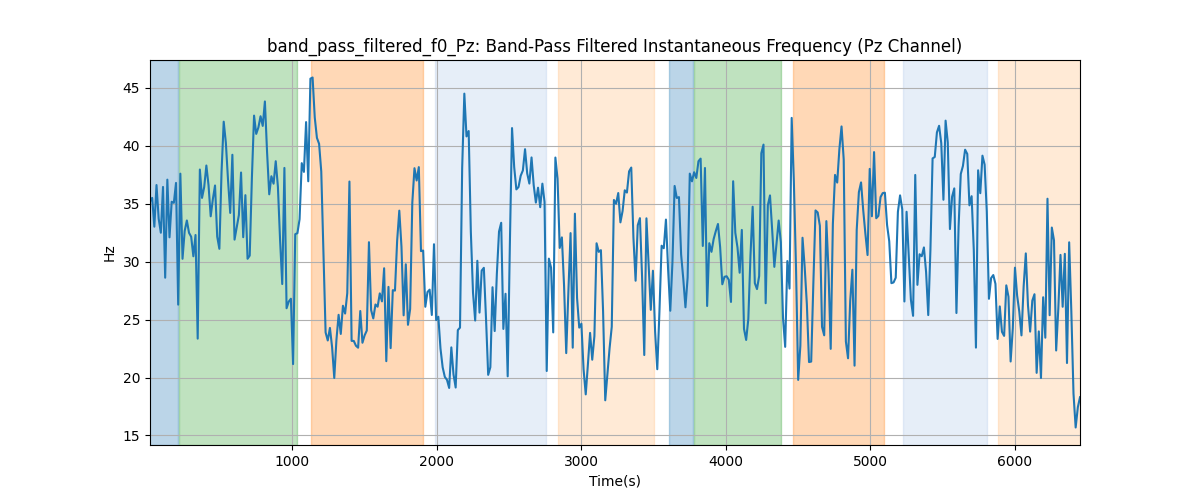 band_pass_filtered_f0_Pz: Band-Pass Filtered Instantaneous Frequency (Pz Channel)
45
40
35
30
25
20
15
Hz
1000 2000 3000 4000 5000 6000
Time(s)